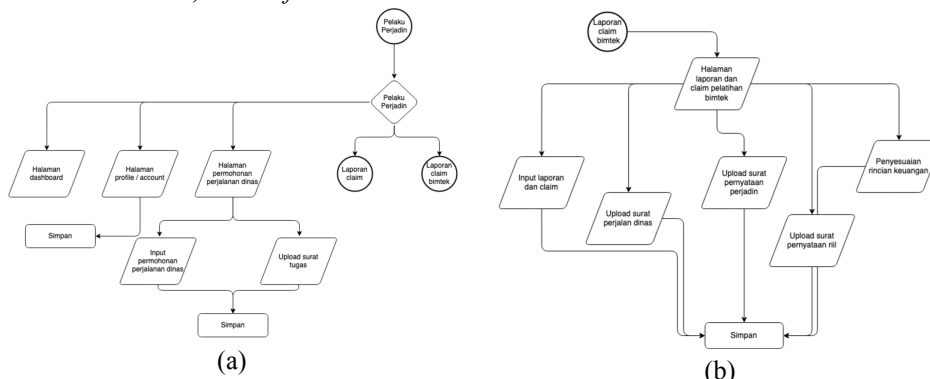 Pelaku
Perjadin
Pelaku
Perjadin
Halaman
dashboard
Halaman
profile / account
Halaman
permohonan
perjalanan dinas
Laporan
claim
Laporan
claim
bimtek
Simpan
Input
permohonan
perjalanan dinas
Upload surat
tugas
Simpan
(a)
Laporan
claim
bimtek
Halaman
laporan dan
claim pelatihan
bimtek
Input laporan
dan claim
Upload surat
perjalan dinas
Upload surat
pernyataan
perjadin
Upload surat
pernyataan riil
Penyesuaian
rincian keuangan
Simpan
(b)